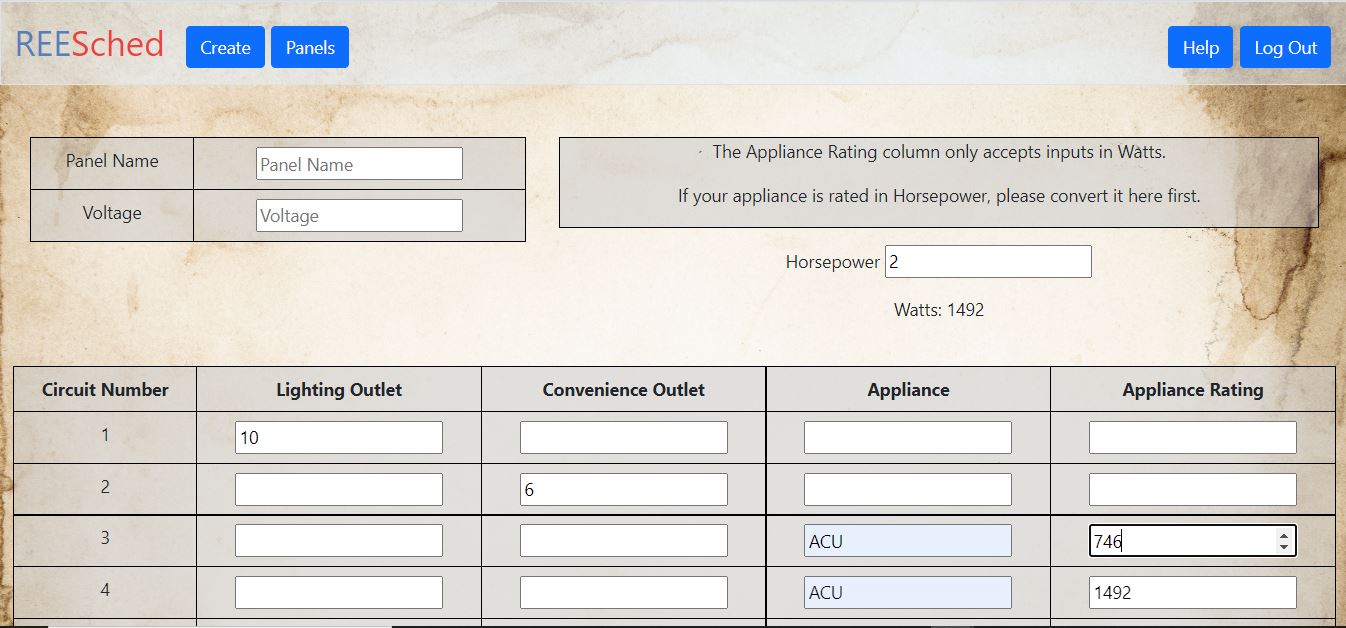 REESched Create Panels Help Log Out
Panel Name Panel Name
Voltage Voltage
The Appliance Rating column only accepts inputs in Watts.
If your appliance is rated in Horsepower, please convert it here first.
Horsepower 2
Watts: 1492
Circuit Number Lighting Outlet Convenience Outlet Appliance Appliance Rating
1 10
2 6
3 ACU 746
4 ACU 1492